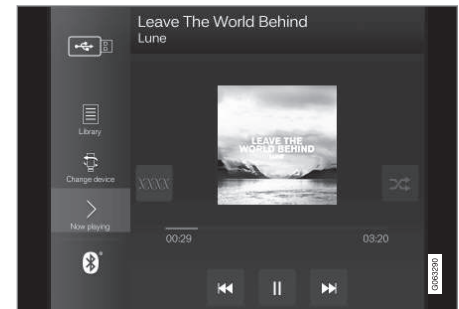 Leave The World Behind
Lune
Library
Change device
Now playing
LEAVE THE
WORLD BEHIND
LUNE
XXXX
00:29
03:20
G063290